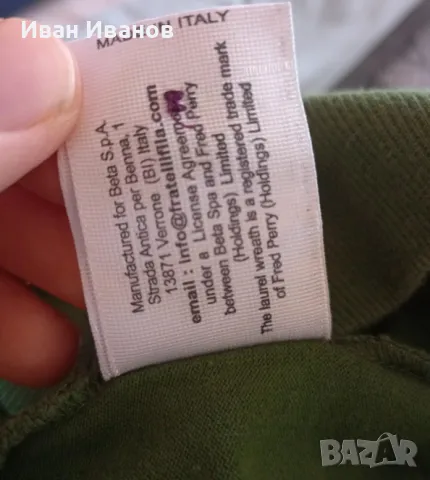 Иван Иванов
MADE IN ITALY
Manufactured for Beta S.p.A.
Strada Antica per Benna, 1
13871 Verrone (BI) Italy
email : Info@fratellifila.com
under a License Agreement
between Beta Spa and Fred Perry
(Holdings) Limited
The laurel wreath is a registered trade mark
of Fred Perry (Holdings) Limited
BAZAR